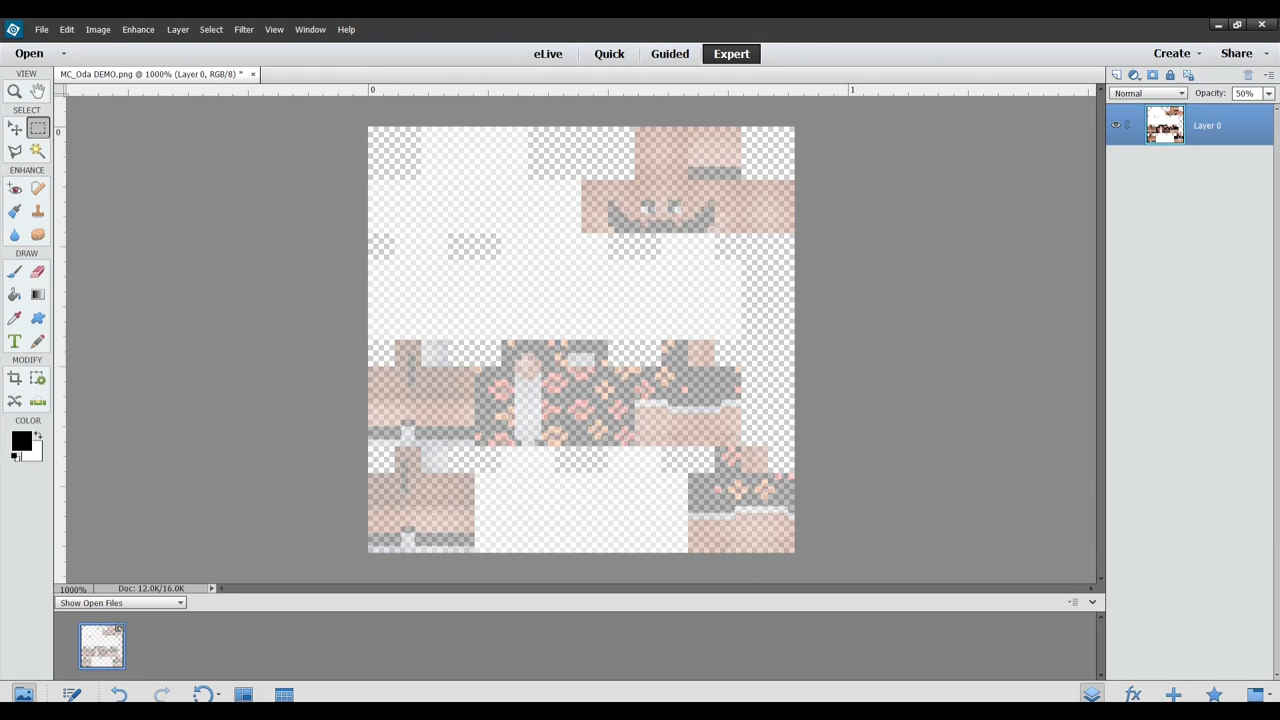 File Edit Image Enhance Layer Select Filter View Window Help
Open eLive Quick Guided Expert Create Share
VIEW
MC_Oda DEMO.png @ 1000% (Layer 0, RGB/8) * ×
Normal Opacity: 50%
0 1
SELECT
0
Layer 0
ENHANCE
DRAW
T
MODIFY
COLOR
1000% Doc: 12.0K/16.0K
Show Open Files
fx